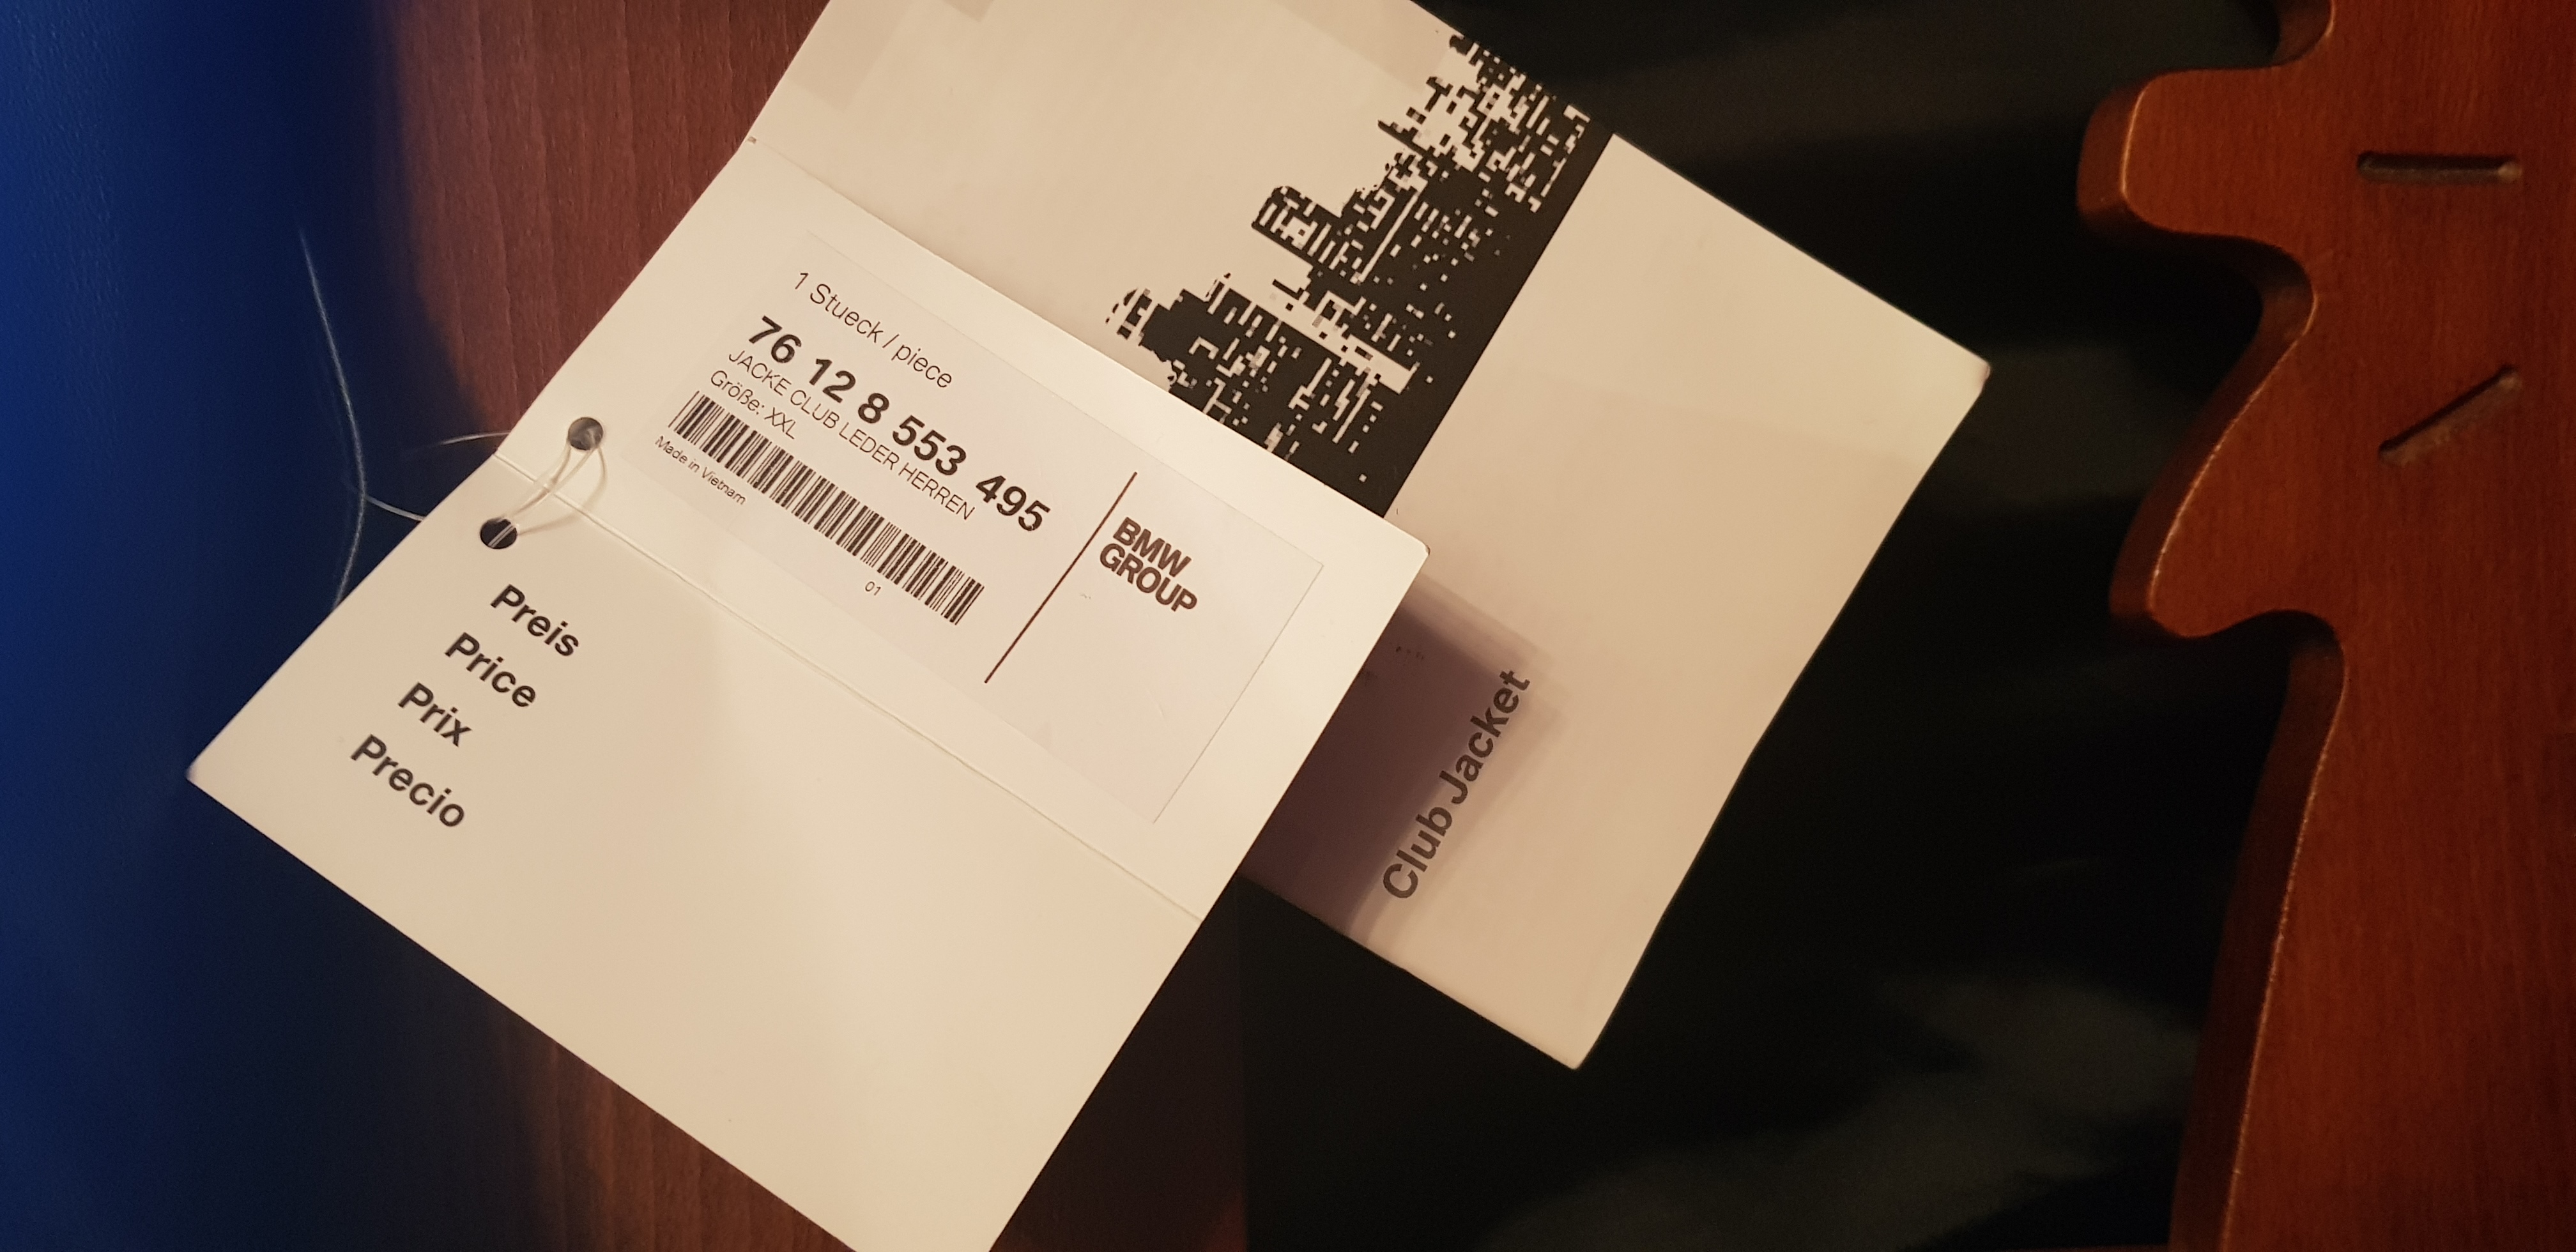 1 Stueck / piece
76 12 8 553 495
JACKE CLUB LEDER HERREN
Größe: XXL
Made in Vietnam
01
BMW
GROUP
Preis
Price
Prix
Precio
Club Jacket